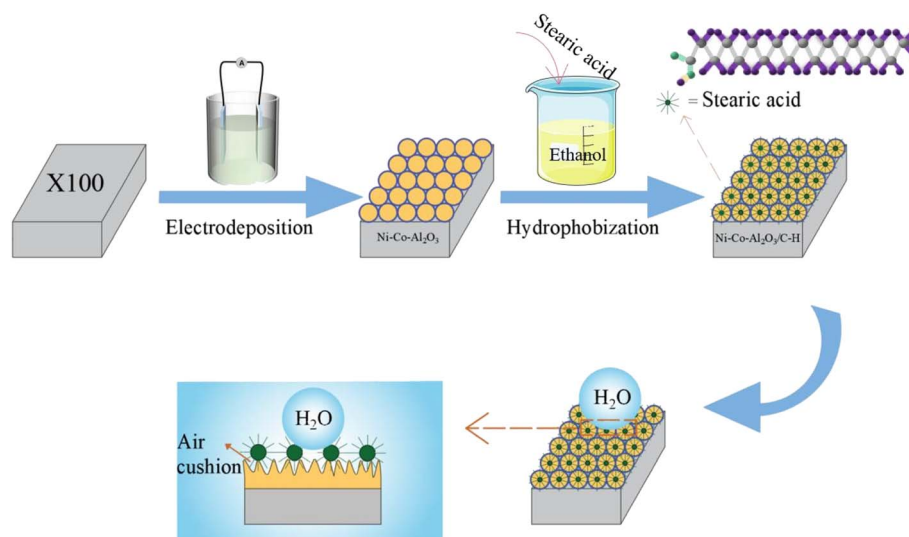 A
Stearic acid
= Stearic acid
X100
Ethanol
Electrodeposition
Ni-Co-Al₂O₃
Hydrophobization
Ni-Co-Al₂O₃/C-H
H₂O
H₂O
Air
cushion